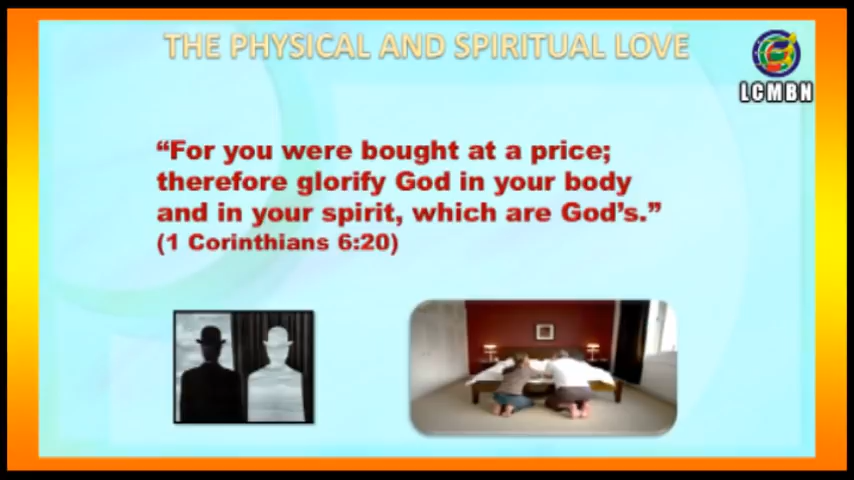 THE PHYSICAL AND SPIRITUAL LOVE
LCMBN
“For you were bought at a price;
therefore glorify God in your body
and in your spirit, which are God’s.”
(1 Corinthians 6:20)